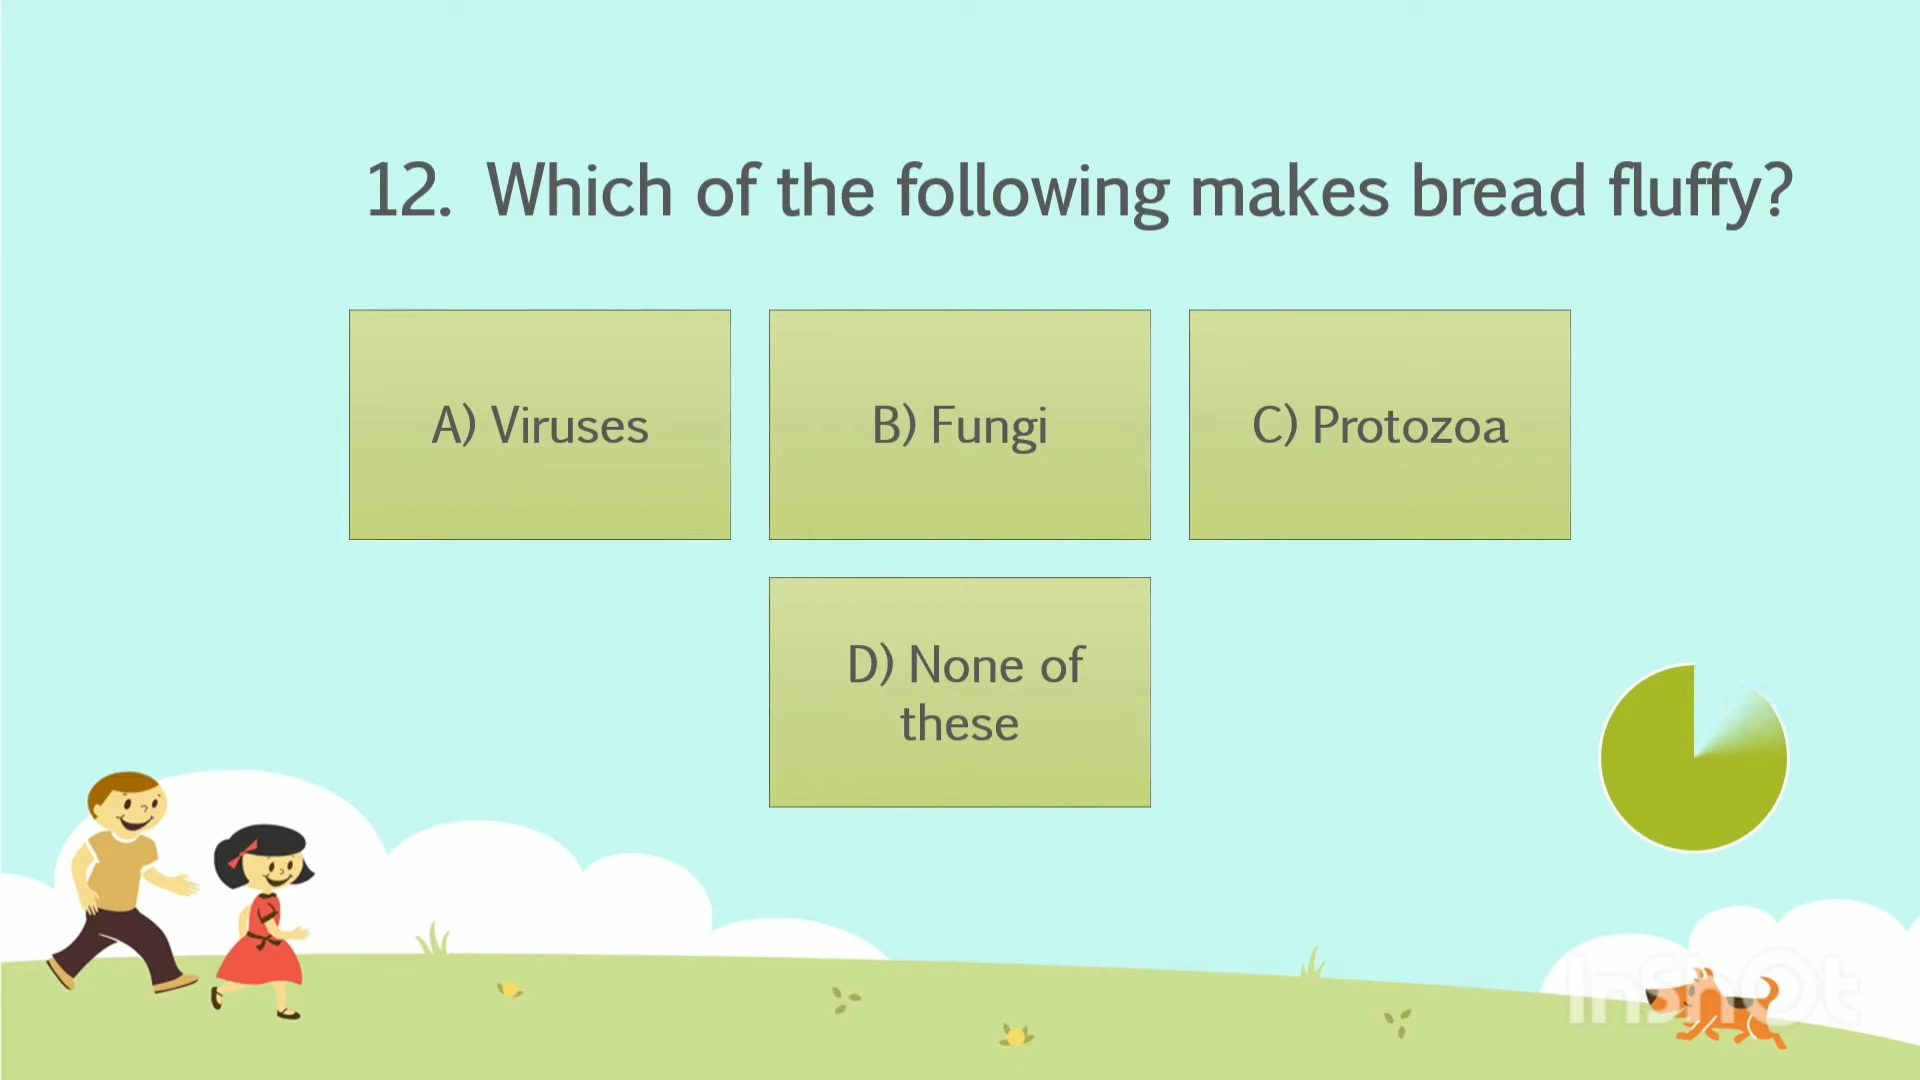 12. Which of the following makes bread fluffy?
A) Viruses
B) Fungi
C) Protozoa
D) None of
these
InShOt